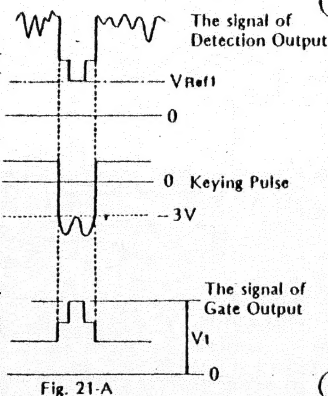 The signal of
Detection Output
VRef1
0
0 Keying Pulse
-3V
The signal of
Gate Output
V1
0
Fig. 21-A